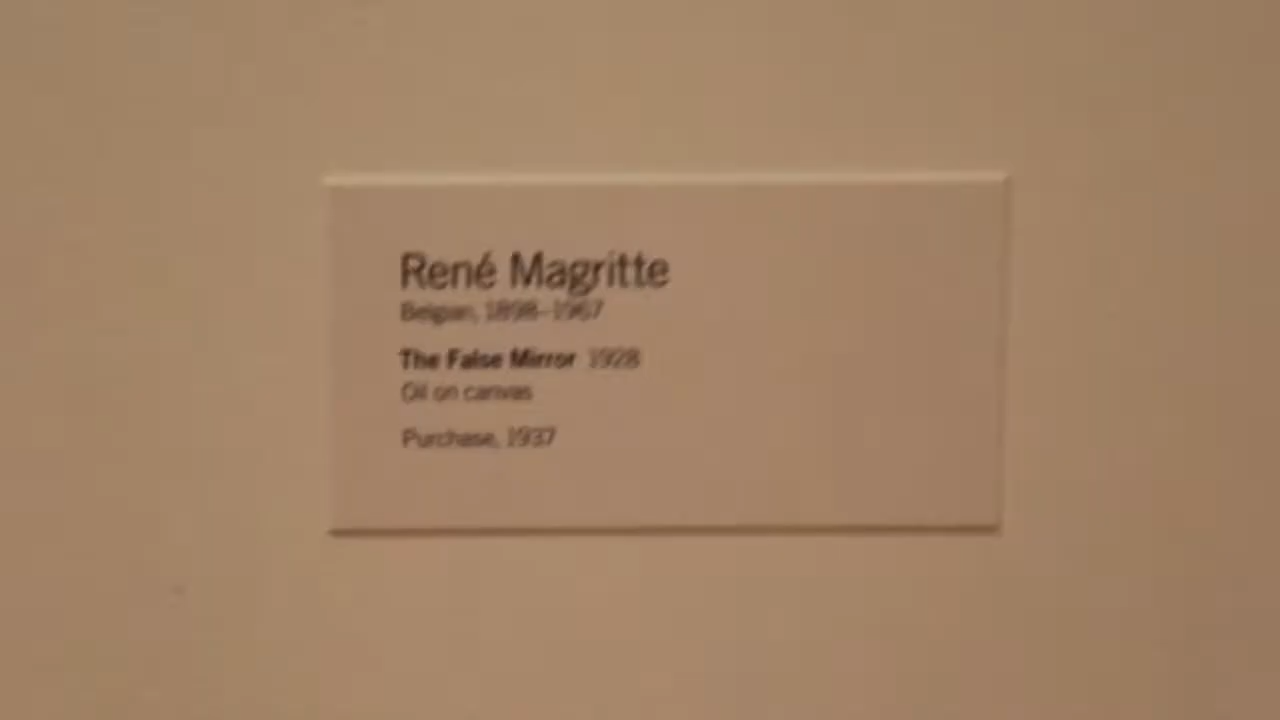 René Magritte
Belgian, 1898–1967
The False Mirror 1928
Oil on canvas
Purchase, 1937